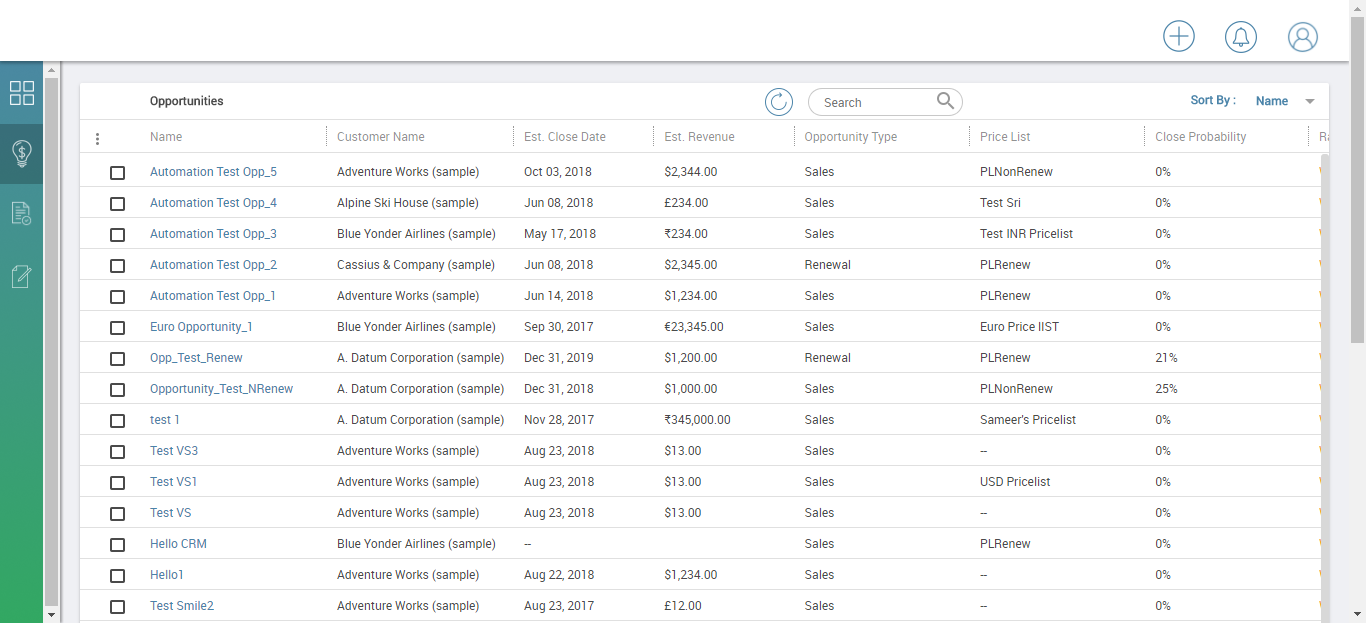 Opportunities Search Sort By : Name
Name Customer Name Est. Close Date Est. Revenue Opportunity Type Price List Close Probability
Automation Test Opp_5 Adventure Works (sample) Oct 03, 2018 $2,344.00 Sales PLNonRenew 0%
Automation Test Opp_4 Alpine Ski House (sample) Jun 08, 2018 £234.00 Sales Test Sri 0%
Automation Test Opp_3 Blue Yonder Airlines (sample) May 17, 2018 ₹234.00 Sales Test INR Pricelist 0%
Automation Test Opp_2 Cassius & Company (sample) Jun 08, 2018 $2,345.00 Renewal PLRenew 0%
Automation Test Opp_1 Adventure Works (sample) Jun 14, 2018 $1,234.00 Sales PLRenew 0%
Euro Opportunity_1 Blue Yonder Airlines (sample) Sep 30, 2017 €23,345.00 Sales Euro Price lIST 0%
Opp_Test_Renew A. Datum Corporation (sample) Dec 31, 2019 $1,200.00 Renewal PLRenew 21%
Opportunity_Test_NRenew A. Datum Corporation (sample) Dec 31, 2018 $1,000.00 Sales PLNonRenew 25%
test 1 A. Datum Corporation (sample) Nov 28, 2017 ₹345,000.00 Sales Sameer's Pricelist 0%
Test VS3 Adventure Works (sample) Aug 23, 2018 $13.00 Sales -- 0%
Test VS1 Adventure Works (sample) Aug 23, 2018 $13.00 Sales USD Pricelist 0%
Test VS Adventure Works (sample) Aug 23, 2018 $13.00 Sales -- 0%
Hello CRM Blue Yonder Airlines (sample) -- Sales PLRenew 0%
Hello1 Adventure Works (sample) Aug 22, 2018 $1,234.00 Sales -- 0%
Test Smile2 Adventure Works (sample) Aug 23, 2017 £12.00 Sales -- 0%